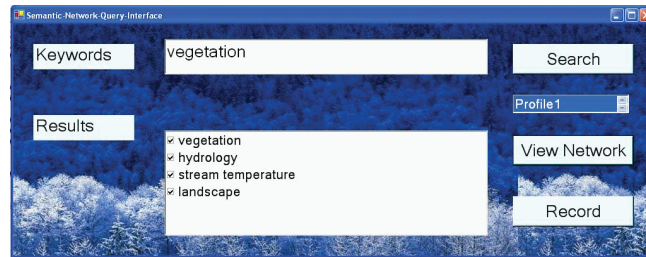 Semantic-Network-Query-Interface
Keywords
vegetation
Search
Profile1
Results
vegetation
hydrology
stream temperature
landscape
View Network
Record